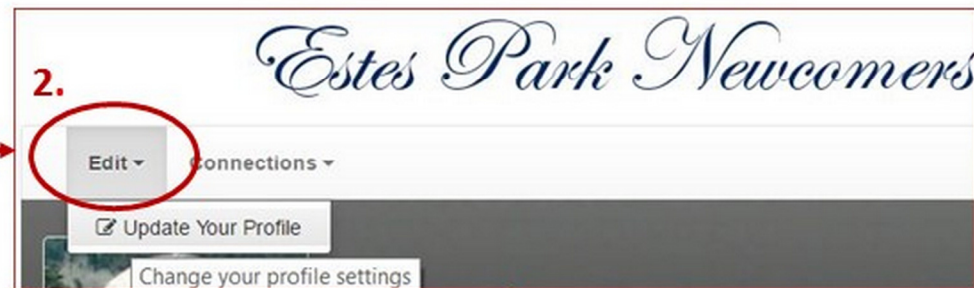 Estes Park Newcomers
2.
Edit Connections
Update Your Profile
Change your profile settings